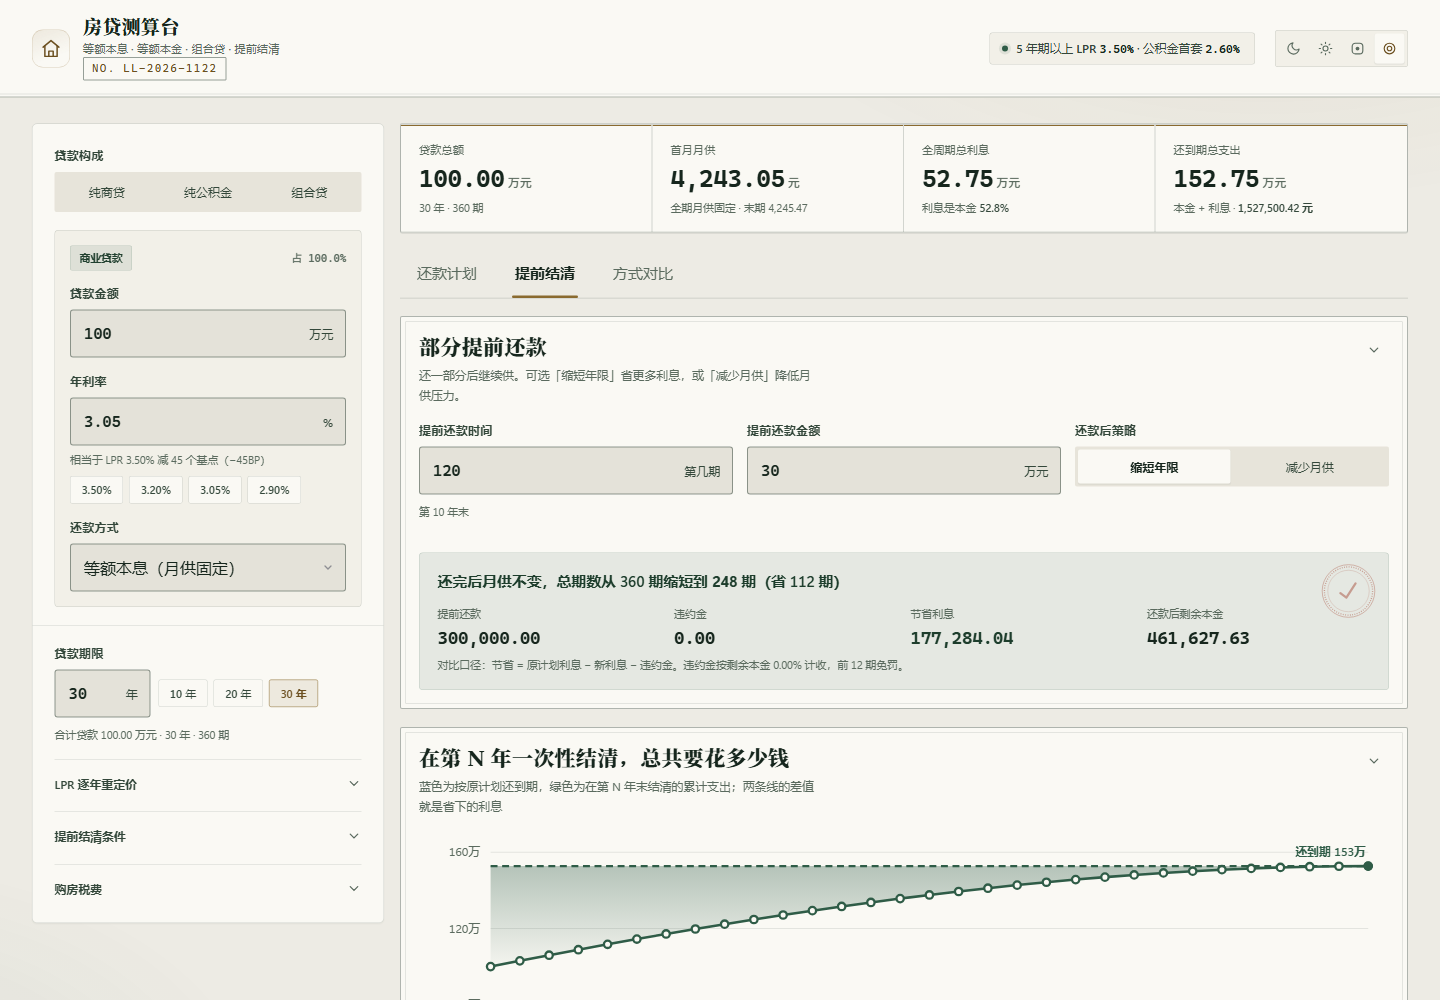 房贷测算台
等额本息 · 等额本金 · 组合贷 · 提前结清
NO. LL-2026-1122
5 年期以上 LPR 3.50% · 公积金首套 2.60%
贷款构成
纯商贷 纯公积金 组合贷
商业贷款 占 100.0%
贷款金额
100 万元
年利率
3.05 %
相当于 LPR 3.50% 减 45 个基点（−45BP）
3.50% 3.20% 3.05% 2.90%
还款方式
等额本息（月供固定）
贷款期限
30 年 10 年 20 年 30 年
合计贷款 100.00 万元 · 30 年 · 360 期
LPR 逐年重定价
提前结清条件
购房税费
贷款总额
100.00 万元
30 年 · 360 期
首月月供
4,243.05 元
全期月供固定 · 末期 4,245.47
全周期总利息
52.75 万元
利息是本金 52.8%
还到期总支出
152.75 万元
本金 + 利息 · 1,527,500.42 元
还款计划 提前结清 方式对比
部分提前还款
还一部分后继续供。可选「缩短年限」省更多利息，或「减少月供」降低月
供压力。
提前还款时间 提前还款金额 还款后策略
120 第几期 30 万元 缩短年限 减少月供
第 10 年末
还完后月供不变，总期数从 360 期缩短到 248 期（省 112 期）
提前还款 违约金 节省利息 还款后剩余本金
300,000.00 0.00 177,284.04 461,627.63
对比口径：节省 = 原计划利息 − 新利息 − 违约金。违约金按剩余本金 0.00% 计收，前 12 期免罚。
在第 N 年一次性结清，总共要花多少钱
蓝色为按原计划还到期，绿色为在第 N 年末结清的累计支出；两条线的差值
就是省下的利息
160万
还到期 153万
120万